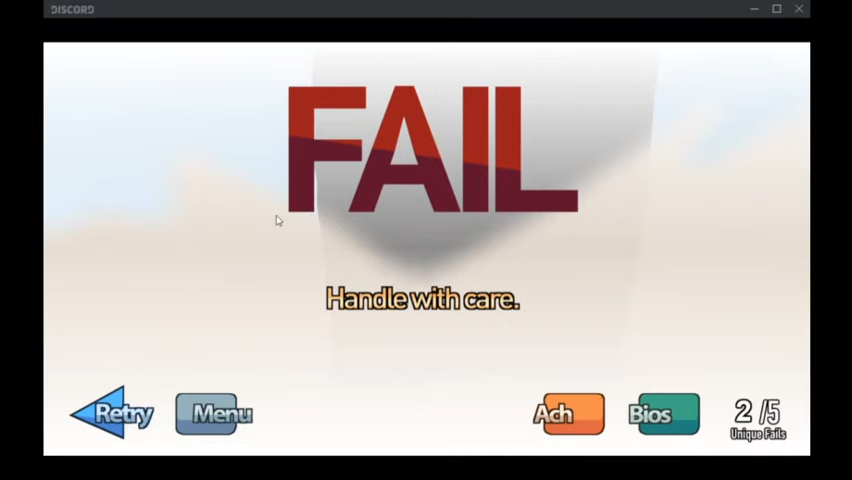 DISCORD
FAIL
Handle with care.
Retry
Menu
Ach
Bios
2 /5
Unique Fails